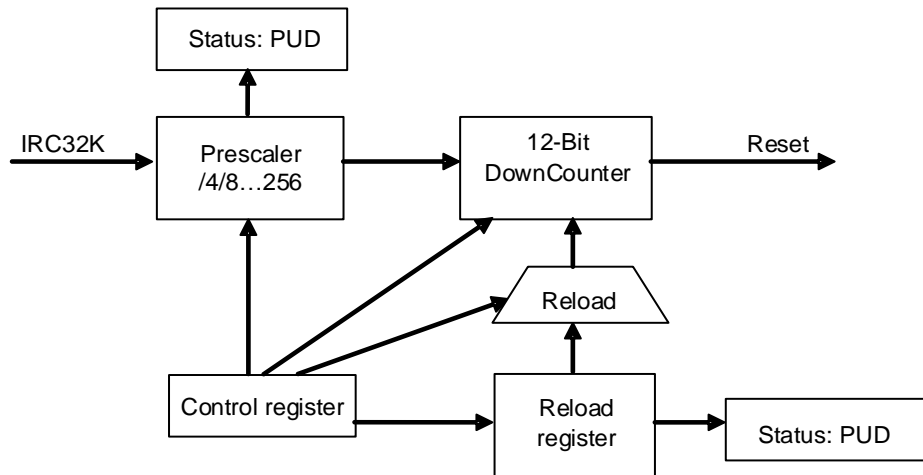 Status: PUD
IRC32K
Prescaler
/4/8…256
12-Bit
DownCounter
Reset
Reload
Control register
Reload
register
Status: PUD